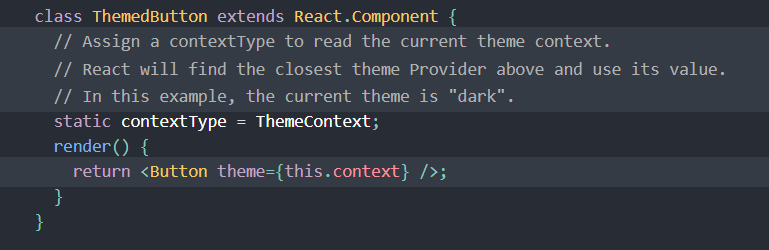 class ThemedButton extends React.Component {
  // Assign a contextType to read the current theme context.
  // React will find the closest theme Provider above and use its value.
  // In this example, the current theme is "dark".
  static contextType = ThemeContext;
  render() {
    return <Button theme={this.context} />;
  }
}